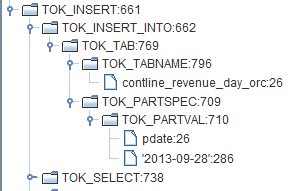 TOK_INSERT:661
TOK_INSERT_INTO:662
TOK_TAB:769
TOK_TABNAME:796
contline_revenue_day_orc:26
TOK_PARTSPEC:709
TOK_PARTVAL:710
pdate:26
'2013-09-28':286
TOK_SELECT:738